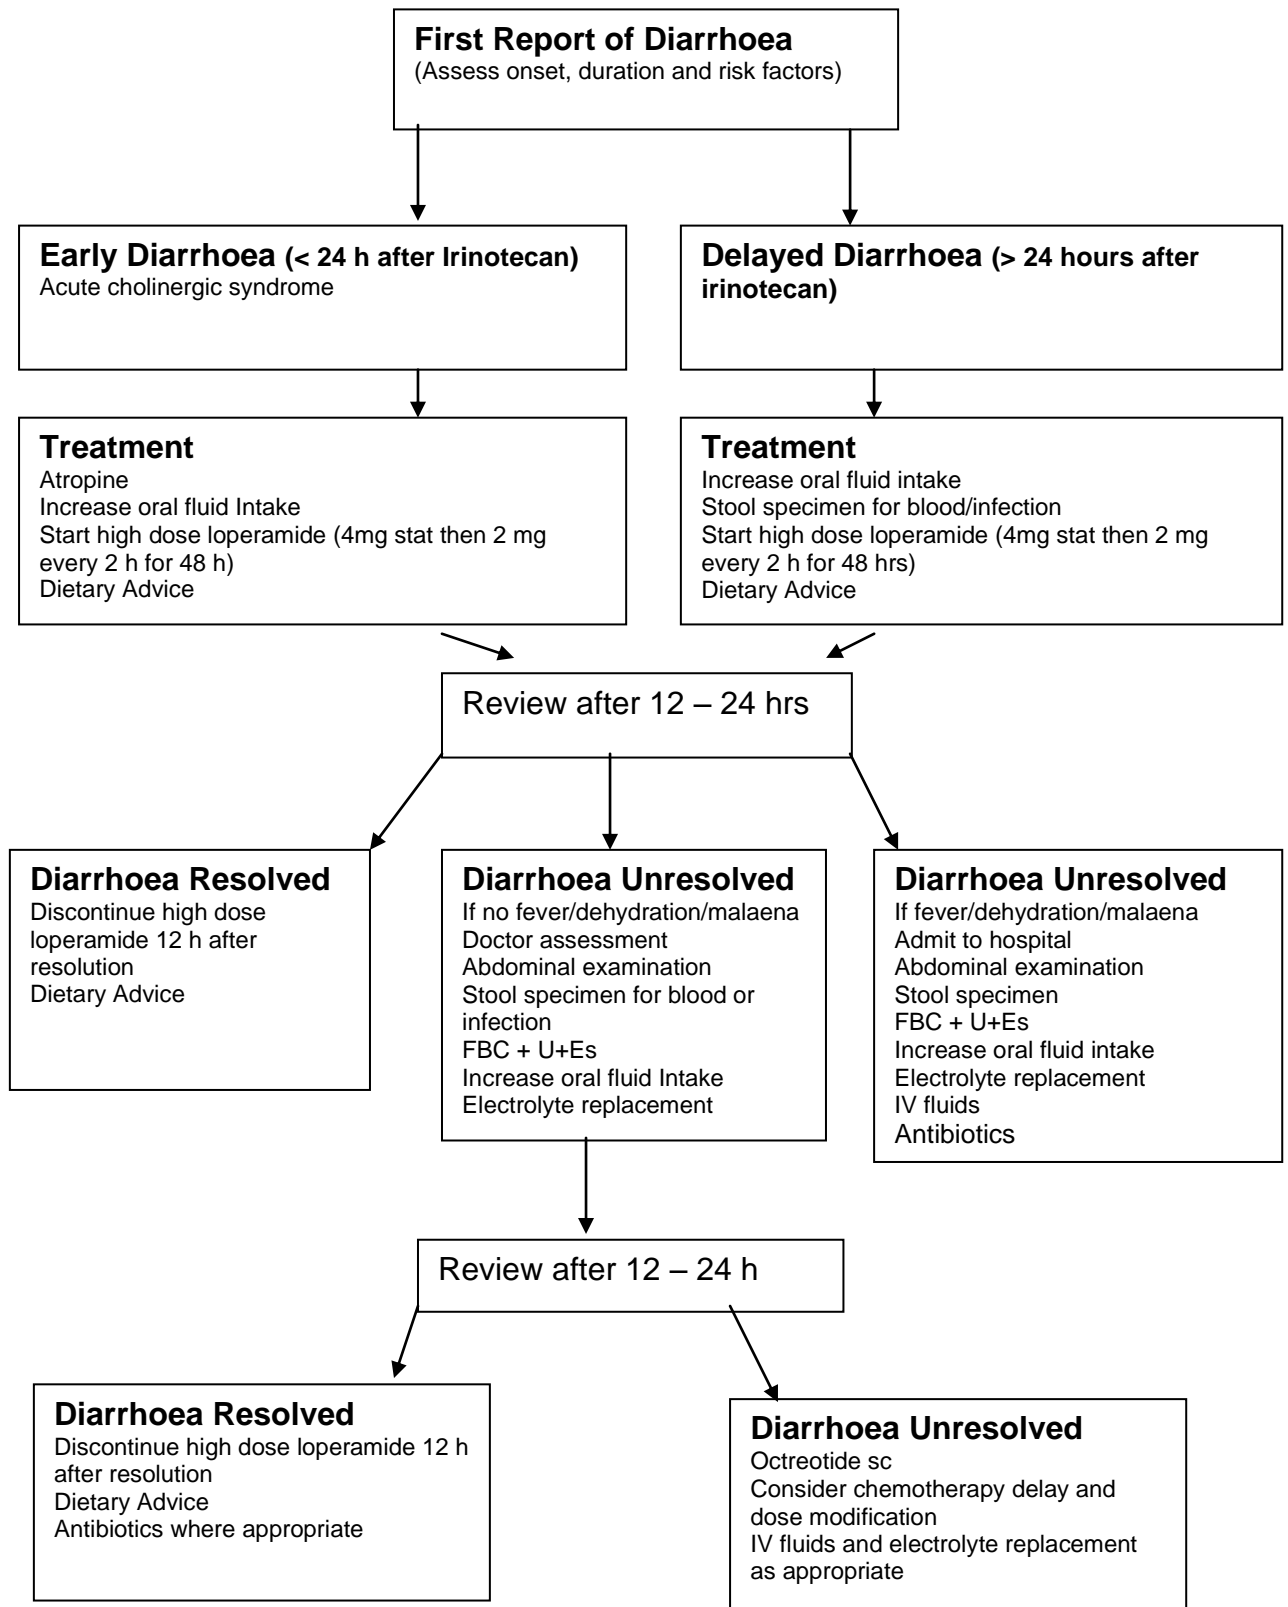 First Report of Diarrhoea
(Assess onset, duration and risk factors)
Early Diarrhoea (< 24 h after Irinotecan)
Acute cholinergic syndrome
Delayed Diarrhoea (> 24 hours after
irinotecan)
Treatment
Atropine
Increase oral fluid Intake
Start high dose loperamide (4mg stat then 2 mg
every 2 h for 48 h)
Dietary Advice
Treatment
Increase oral fluid intake
Stool specimen for blood/infection
Start high dose loperamide (4mg stat then 2 mg
every 2 h for 48 hrs)
Dietary Advice
Review after 12 – 24 hrs
Diarrhoea Resolved
Discontinue high dose
loperamide 12 h after
resolution
Dietary Advice
Diarrhoea Unresolved
If no fever/dehydration/malaena
Doctor assessment
Abdominal examination
Stool specimen for blood or
infection
FBC + U+Es
Increase oral fluid Intake
Electrolyte replacement
Diarrhoea Unresolved
If fever/dehydration/malaena
Admit to hospital
Abdominal examination
Stool specimen
FBC + U+Es
Increase oral fluid intake
Electrolyte replacement
IV fluids
Antibiotics
Review after 12 – 24 h
Diarrhoea Resolved
Discontinue high dose loperamide 12 h
after resolution
Dietary Advice
Antibiotics where appropriate
Diarrhoea Unresolved
Octreotide sc
Consider chemotherapy delay and
dose modification
IV fluids and electrolyte replacement
as appropriate